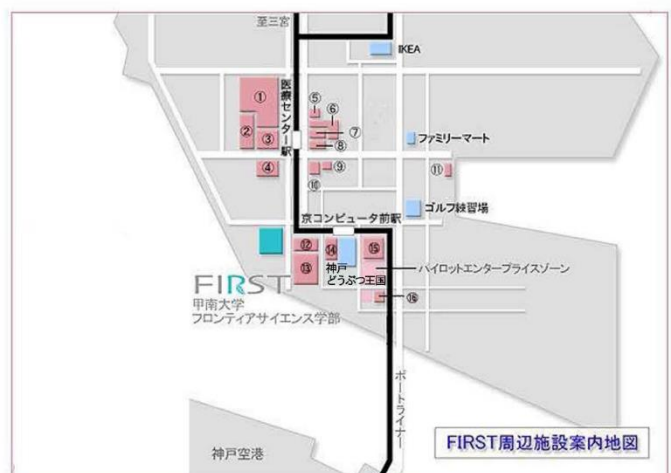 至三宮
IKEA
医療センター駅
①
②
③
④
⑤
⑥
⑦
⑧
⑨
⑩
⑪
ファミリーマート
ゴルフ練習場
京コンピュータ前駅
⑫
⑬
⑭
⑮
神戸
どうぶつ王国
パイロットエンタープライズゾーン
⑯
FIRST
甲南大学
フロンティアサイエンス学部
ポートライナー
神戸空港
FIRST周辺施設案内地図